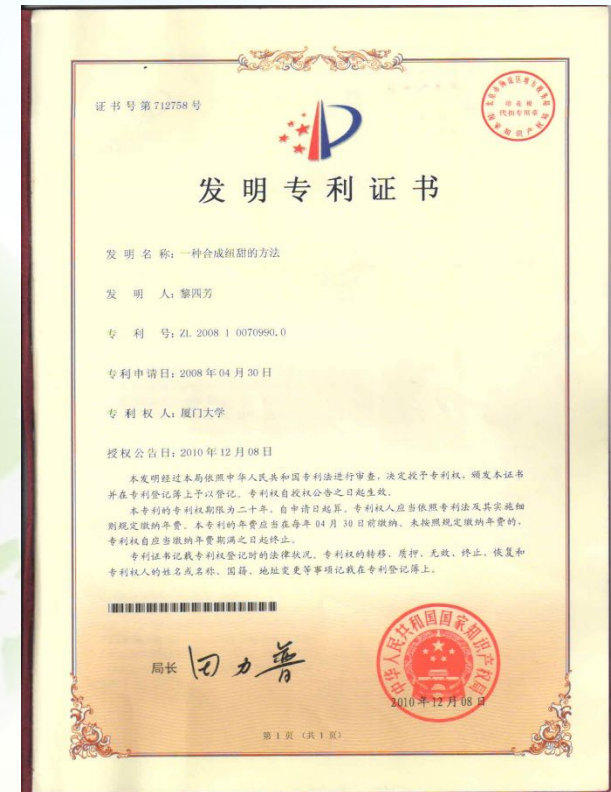 证书号第712758号
发明专利证书
发明名称：一种合成纽甜的方法
发明人：黎四芳
专利号：ZL 2008 1 0070990.0
专利申请日：2008年04月30日
专利权人：厦门大学
授权公告日：2010年12月08日
本发明经过本局依照中华人民共和国专利法进行审查，决定授予专利权，颁发本证书
并在专利登记簿上予以登记。专利权自授权公告之日起生效。
本专利的专利权期限为二十年，自申请日起算。专利权人应当依照专利法及其实施细
则规定缴纳年费。本专利的年费应当在每年04月30日前缴纳。未按照规定缴纳年费的，
专利权自应当缴纳年费期满之日起终止。
专利证书记载专利权登记时的法律状况。专利权的转移、质押、无效、终止、恢复和
专利权人的姓名或名称、国籍、地址变更等事项记载在专利登记簿上。
局长 田力普
中华人民共和国国家知识产权局
2010年12月08日
第1页（共1页）